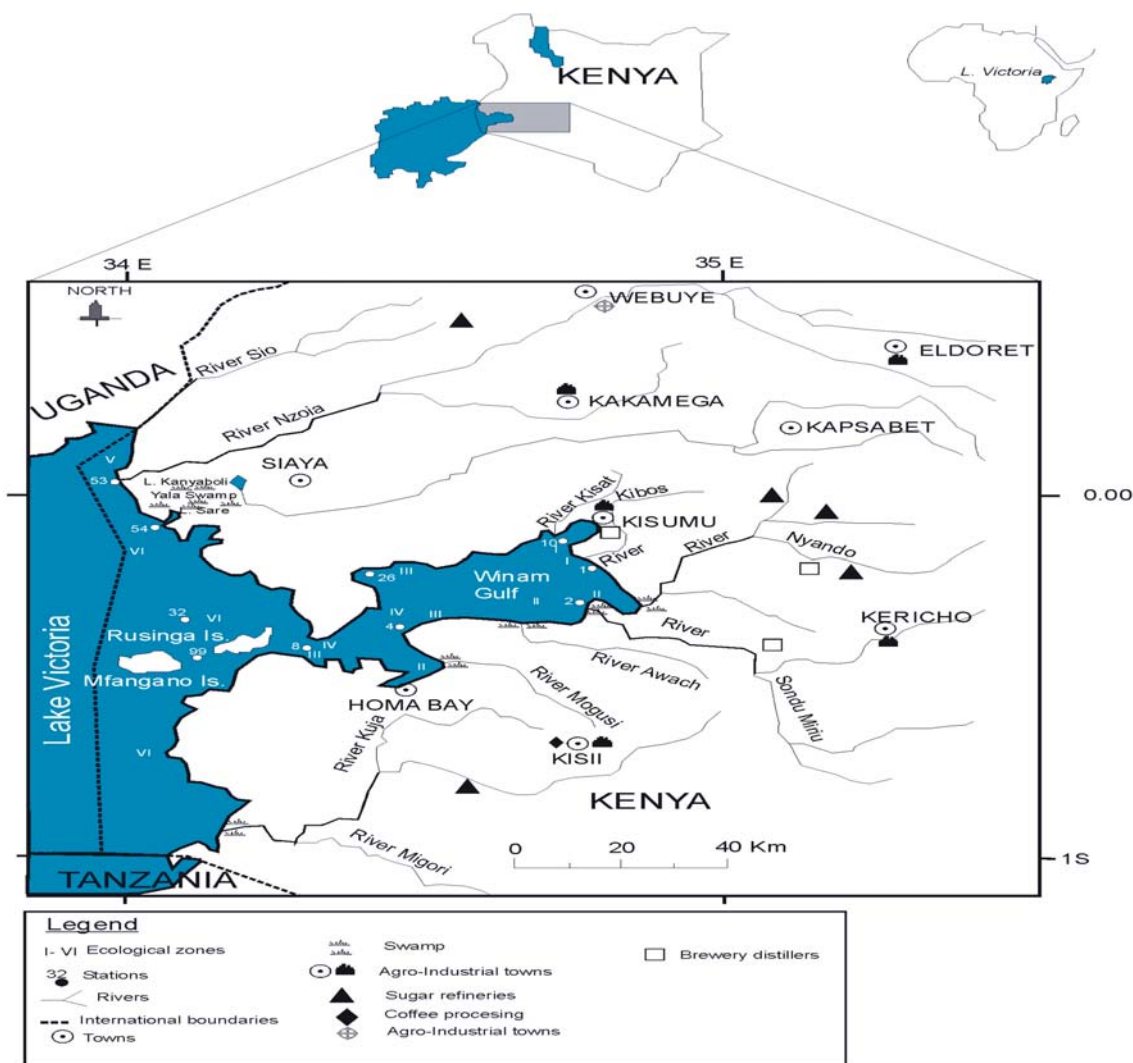 KENYA
L. Victoria
34 E
35 E
NORTH
WEBUYE
ELDORET
River Sio
UGANDA
KAKAMEGA
River Nzoia
KAPSABET
V
SIAYA
53
L. Kanyaboli
Yala Swamp
L. Sare
0.00
River Kisat
Kibos
KISUMU
54
10
I
River
River
Nyando
VI
26
III
I
1
Winam
Gulf
II
2
II
32
VI
IV
III
4
River
KERICHO
Rusinga Is.
8
IV
III
99
II
Mfangano Is.
River Awach
Lake Victoria
HOMA BAY
River Mogusi
Sondu Miriu
VI
River Kuja
KISII
KENYA
0 20 40 Km
River Migori
1S
TANZANIA
Legend
I- VI Ecological zones
32 Stations
Rivers
International boundaries
Towns
Swamp
Agro-Industrial towns
Sugar refineries
Coffee procesing
Agro-Industrial towns
Brewery distillers